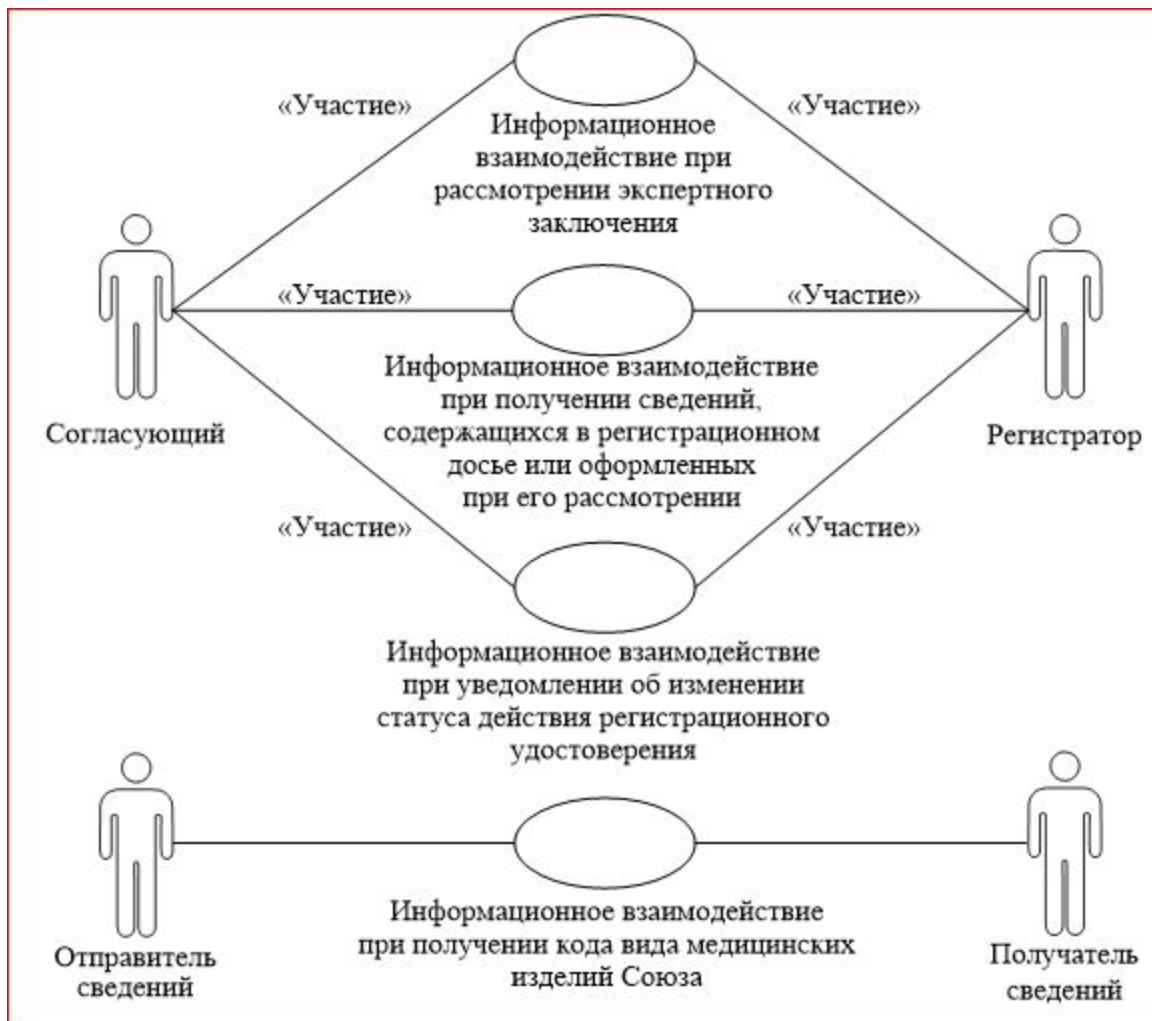 «Участие»
«Участие»
Информационное
взаимодействие при
рассмотрении экспертного
заключения
«Участие»
«Участие»
Информационное взаимодействие
при получении сведений,
содержащихся в регистрационном
досье или оформленных
при его рассмотрении
Согласующий
Регистратор
«Участие»
«Участие»
Информационное взаимодействие
при уведомлении об изменении
статуса действия регистрационного
удостоверения
Информационное взаимодействие
при получении кода вида медицинских
изделий Союза
Отправитель
сведений
Получатель
сведений